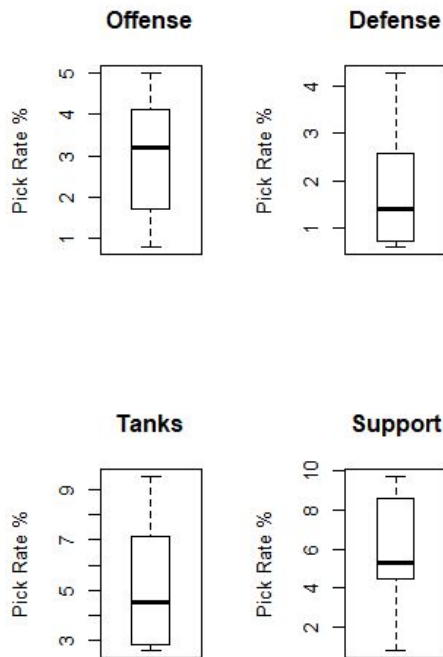 Offense
Pick Rate %
5
4
3
2
1
Defense
Pick Rate %
4
3
2
1
Tanks
Pick Rate %
9
7
5
3
Support
Pick Rate %
10
8
6
4
2